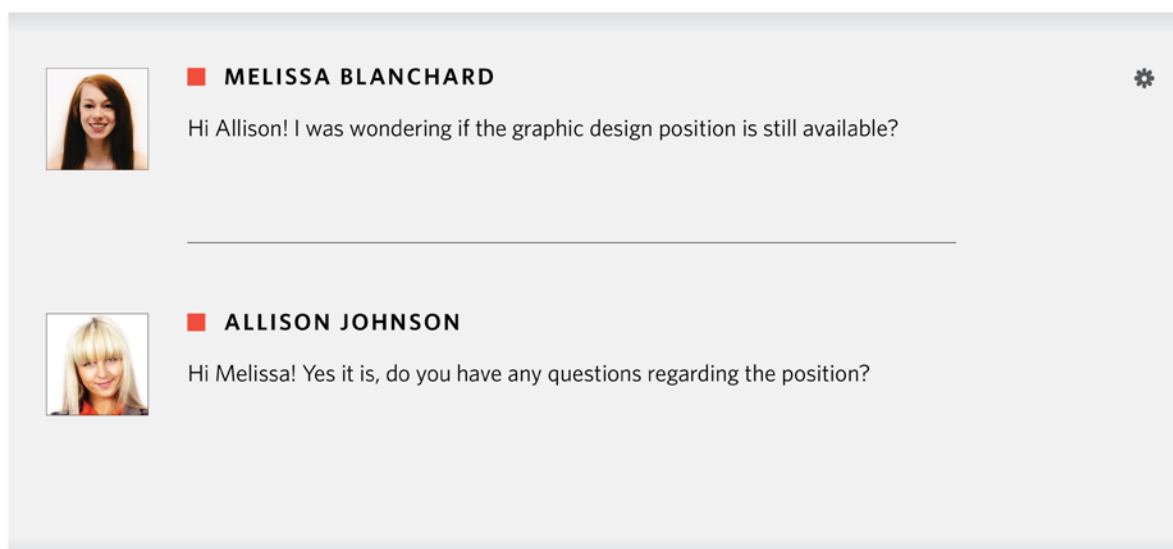 MELISSA BLANCHARD
Hi Allison! I was wondering if the graphic design position is still available?
ALLISON JOHNSON
Hi Melissa! Yes it is, do you have any questions regarding the position?